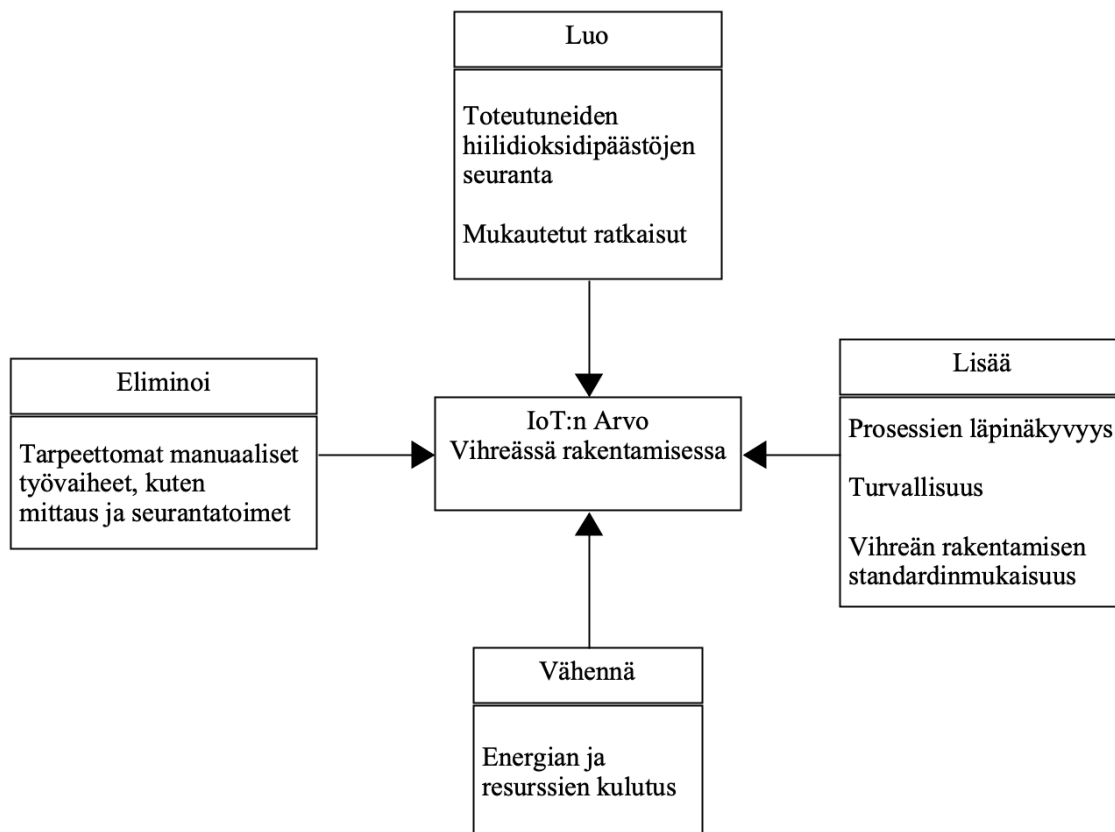 Luo
Toteutuneiden
hiilidioksidipäästöjen
seuranta
Mukautetut ratkaisut
Eliminoi
Tarpeettomat manuaaliset
työvaiheet, kuten
mittaus ja seurantatoimet
IoT:n Arvo
Vihreässä rakentamisessa
Lisää
Prosessien läpinäkyvyys
Turvallisuus
Vihreän rakentamisen
standardinmukaisuus
Vähennä
Energian ja
resurssien kulutus